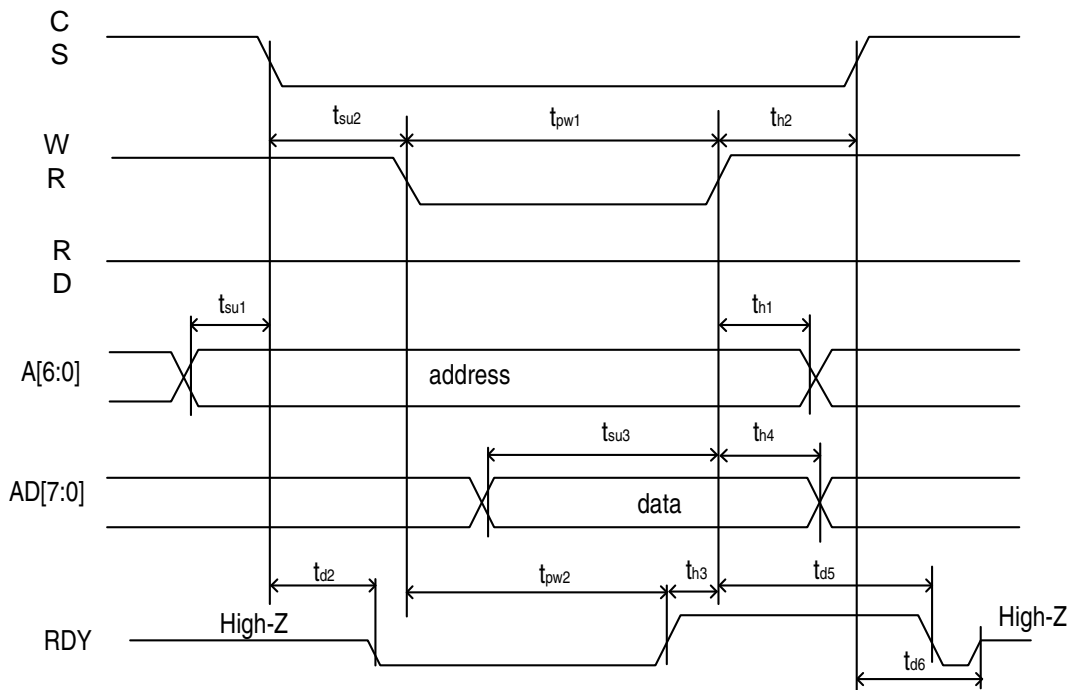 C
S
tsu2
tpw1
th2
W
R
R
D
tsu1
th1
A[6:0]
address
tsu3
th4
AD[7:0]
data
td2
tpw2
th3
td5
High-Z
High-Z
RDY
td6